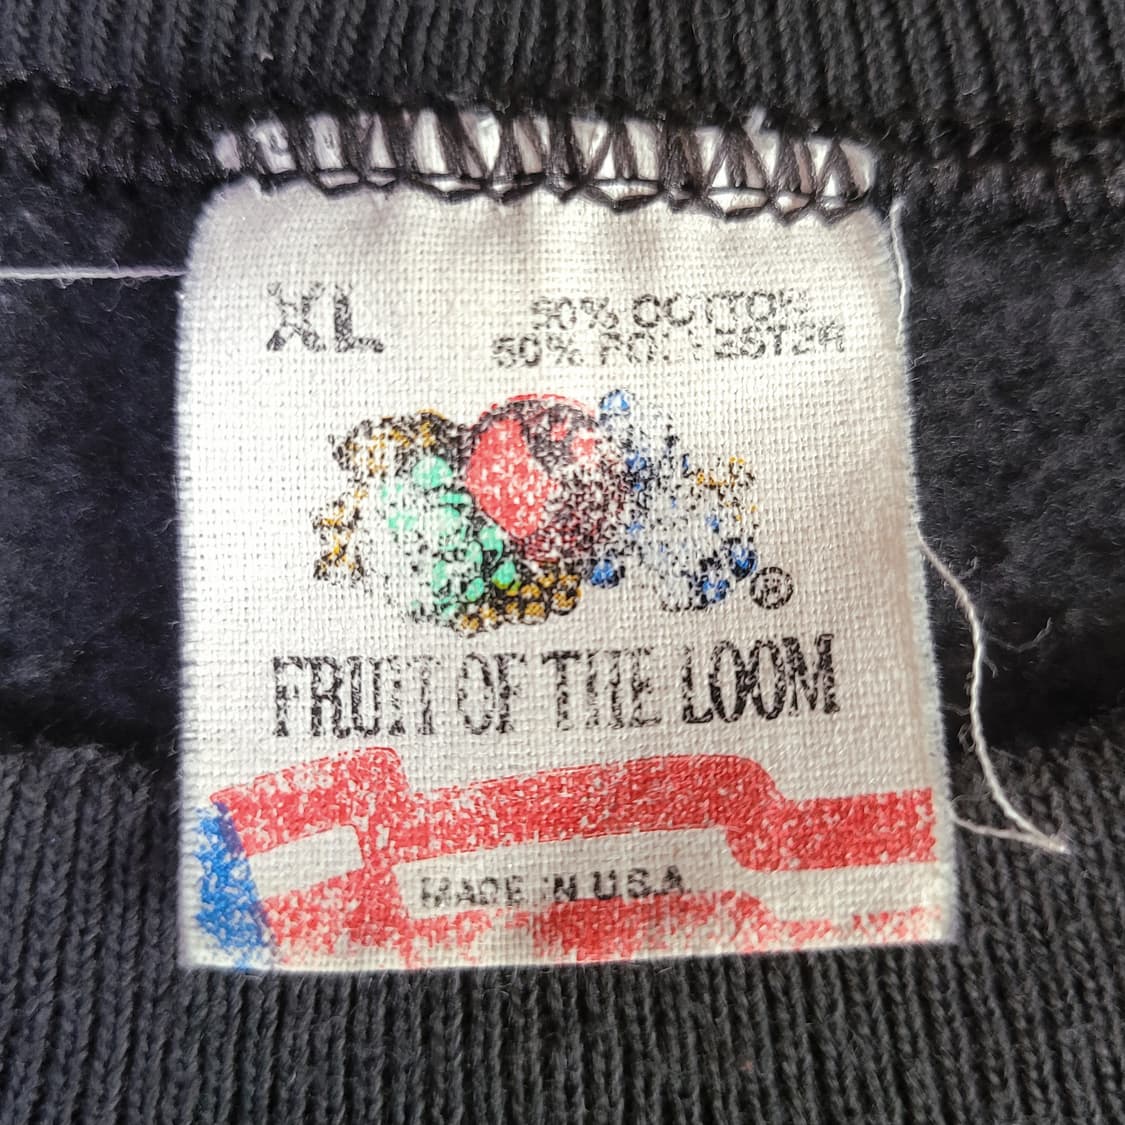 XL
50% COTTON
50% POLYESTER
®
FRUIT OF THE LOOM
MADE IN U.S.A.